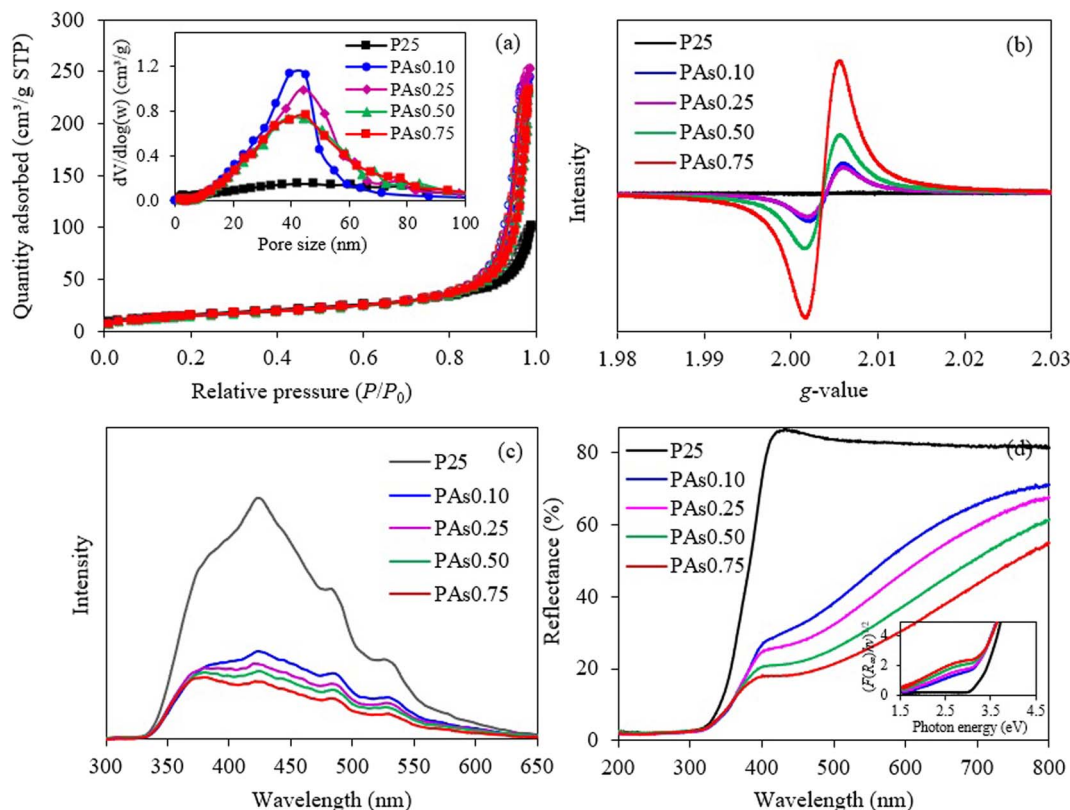 (a)
300
250
200
150
100
50
0
Quantity adsorbed (cm³/g STP)
0.0 0.2 0.4 0.6 0.8 1.0
Relative pressure (P/P₀)
P25
PAs0.10
PAs0.25
PAs0.50
PAs0.75
1.2
0.8
0.4
0.0
dV/dlog(w) (cm³/g)
0 20 40 60 80 100
Pore size (nm)
(b)
P25
PAs0.10
PAs0.25
PAs0.50
PAs0.75
Intensity
1.98 1.99 2.00 2.01 2.02 2.03
g-value
(c)
P25
PAs0.10
PAs0.25
PAs0.50
PAs0.75
Intensity
300 350 400 450 500 550 600 650
Wavelength (nm)
(d)
P25
PAs0.10
PAs0.25
PAs0.50
PAs0.75
80
60
40
20
0
Reflectance (%)
200 300 400 500 600 700 800
Wavelength (nm)
4
2
0
(F(R∞)hν)¹/²
1.5 2.5 3.5 4.5
Photon energy (eV)